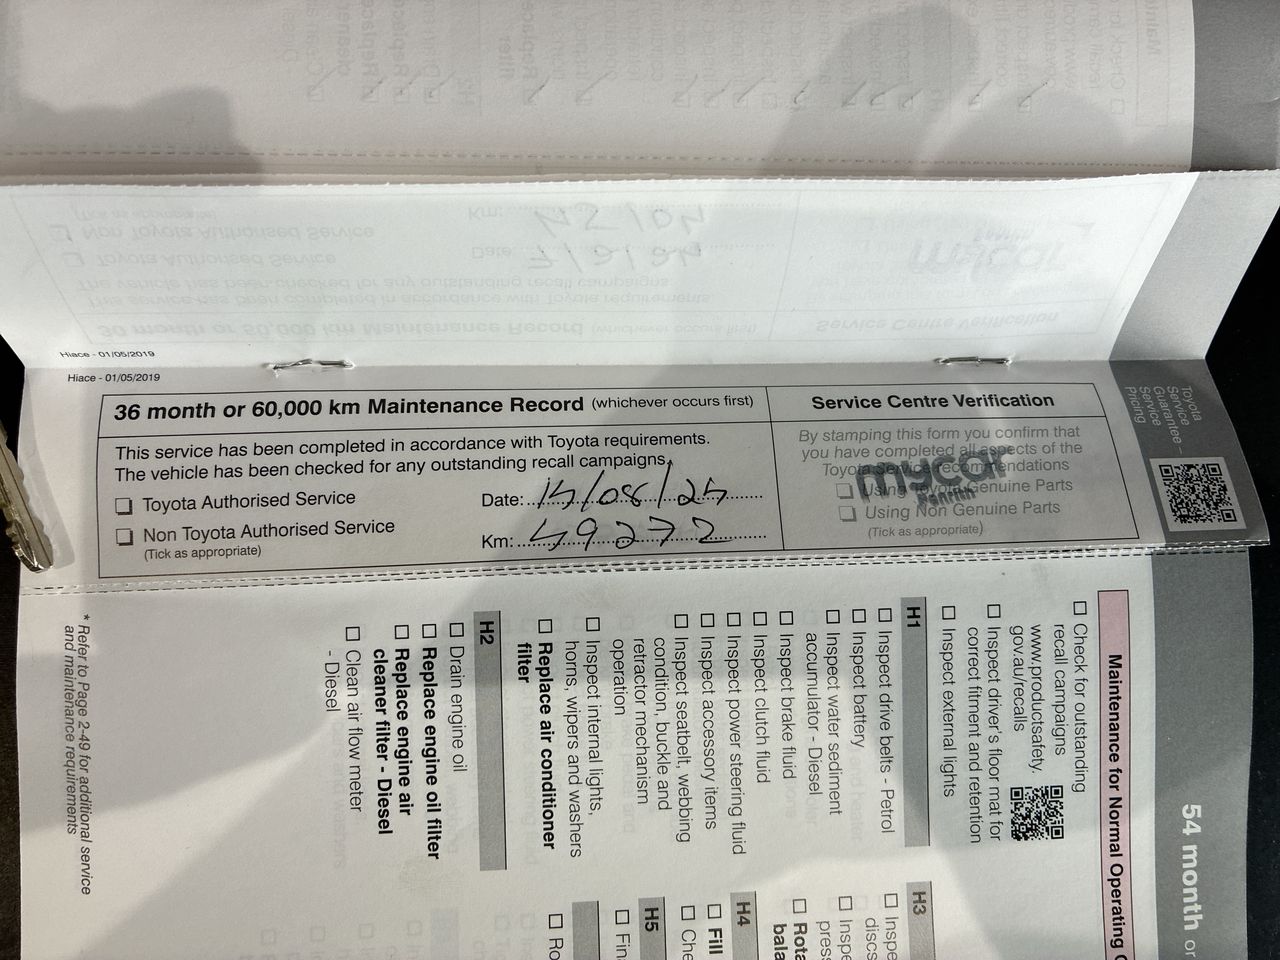 Hiace - 01/05/2019
Hiace - 01/05/2019
36 month or 60,000 km Maintenance Record (whichever occurs first)
This service has been completed in accordance with Toyota requirements.
The vehicle has been checked for any outstanding recall campaigns.
☐ Toyota Authorised Service
☐ Non Toyota Authorised Service
(Tick as appropriate)
Date: 15/08/25
Km: 59272
Service Centre Verification
By stamping this form you confirm that
you have completed all aspects of the
Toyota Service recommendations
☐ Using Toyota Genuine Parts
☐ Using Non Genuine Parts
(Tick as appropriate)
mycar
Penrith
Toyota
Service
Guarantee -
Service
Pricing
54 month or
Maintenance for Normal Operating
☐ Check for outstanding
recall campaigns
www.productsafety.
gov.au/recalls
☐ Inspect driver's floor mat for
correct fitment and retention
☐ Inspect external lights
H1
☐ Inspect drive belts - Petrol
☐ Inspect battery
☐ Inspect water sediment
accumulator - Diesel
☐ Inspect brake fluid
☐ Inspect clutch fluid
☐ Inspect power steering fluid
☐ Inspect accessory items
☐ Inspect seatbelt, webbing
condition, buckle and
retractor mechanism
operation
☐ Inspect internal lights,
horns, wipers and washers
☐ Replace air conditioner
filter
H2
☐ Drain engine oil
☐ Replace engine oil filter
☐ Replace engine air
cleaner filter - Diesel
☐ Clean air flow meter
- Diesel
* Refer to Page 2-49 for additional service
and maintenance requirements
H3
H4
☐ Fill
H5